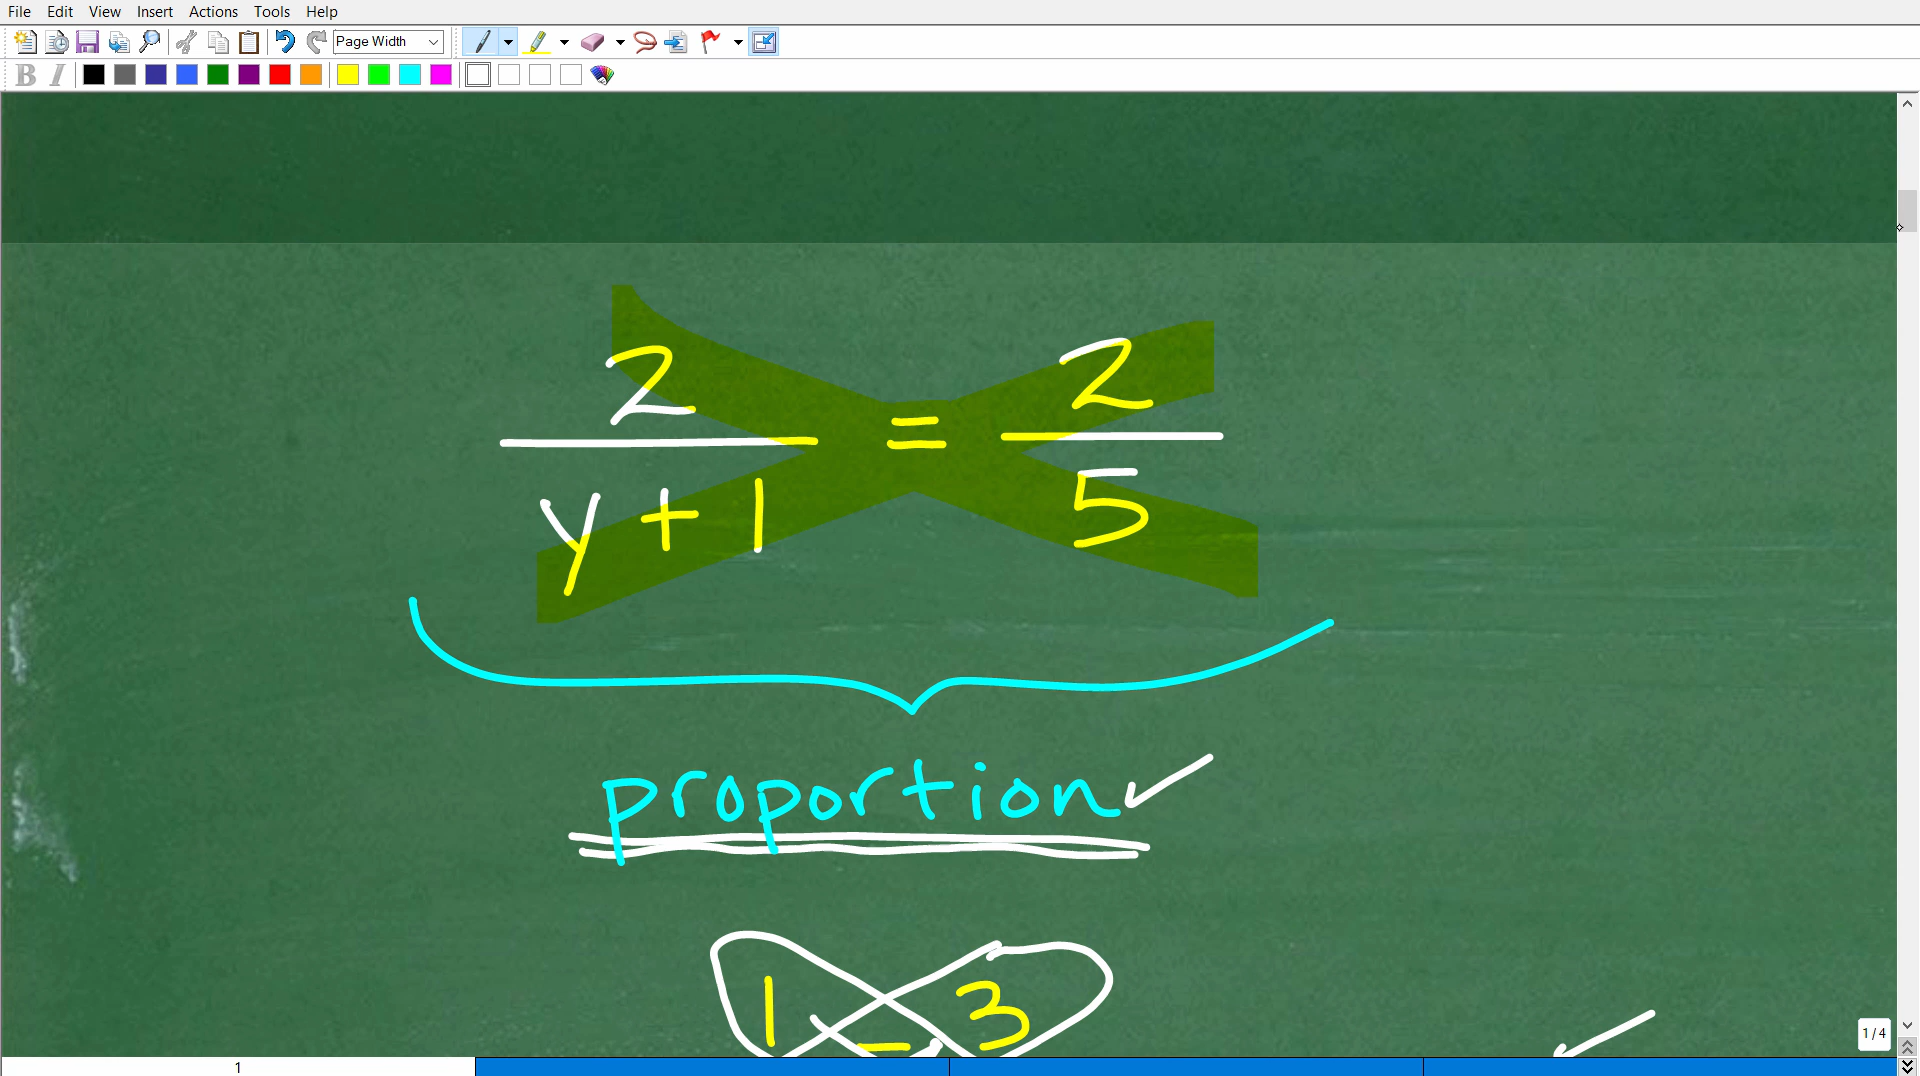 File Edit View Insert Actions Tools Help
Page Width
B I
2 = 2
y + 1 5
proportion
1 = 3
1 / 4
1